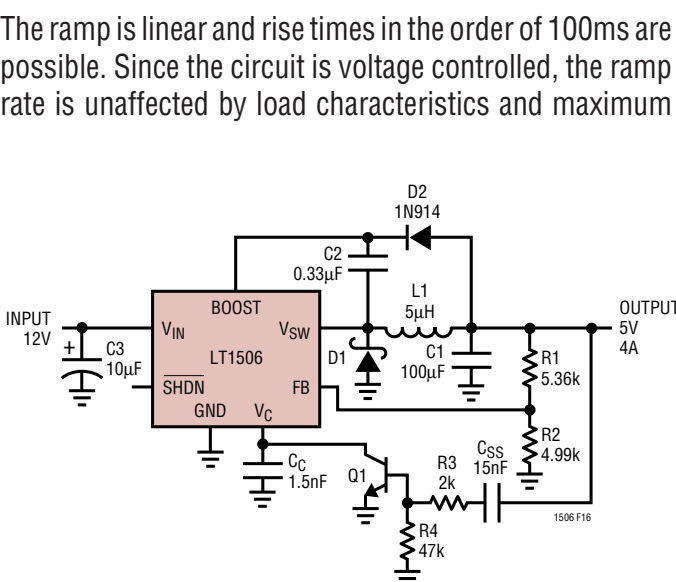 The ramp is linear and rise times in the order of 100ms are
possible. Since the circuit is voltage controlled, the ramp
rate is unaffected by load characteristics and maximum
D2
1N914
C2
0.33µF
L1
5µH
INPUT
12V
+
C3
10µF
BOOST
VIN
VSW
LT1506
SHDN
FB
GND
VC
D1
C1
100µF
OUTPUT
5V
4A
R1
5.36k
R2
4.99k
CC
1.5nF
Q1
R3
2k
CSS
15nF
R4
47k
1506 F16